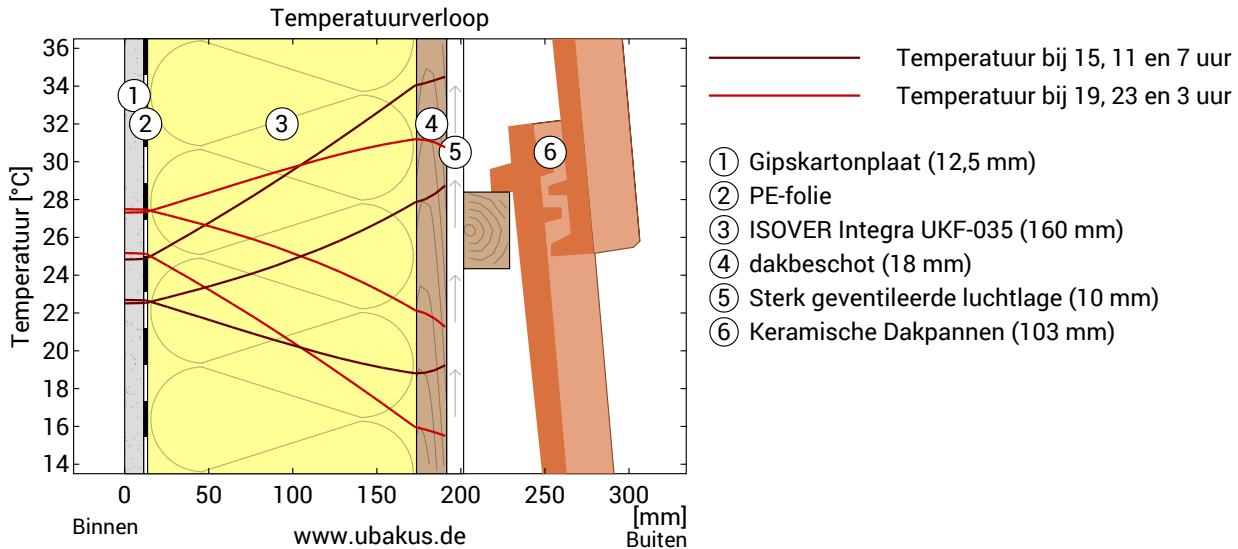 Temperatuurverloop
Temperatuur [°C]
36
34
32
30
28
26
24
22
20
18
16
14
1
2
3
4
5
6
0
50
100
150
200
250
300
[mm]
Binnen
www.ubakus.de
Buiten
Temperatuur bij 15, 11 en 7 uur
Temperatuur bij 19, 23 en 3 uur
1 Gipskartonplaat (12,5 mm)
2 PE-folie
3 ISOVER Integra UKF-035 (160 mm)
4 dakbeschot (18 mm)
5 Sterk geventileerde luchtlage (10 mm)
6 Keramische Dakpannen (103 mm)